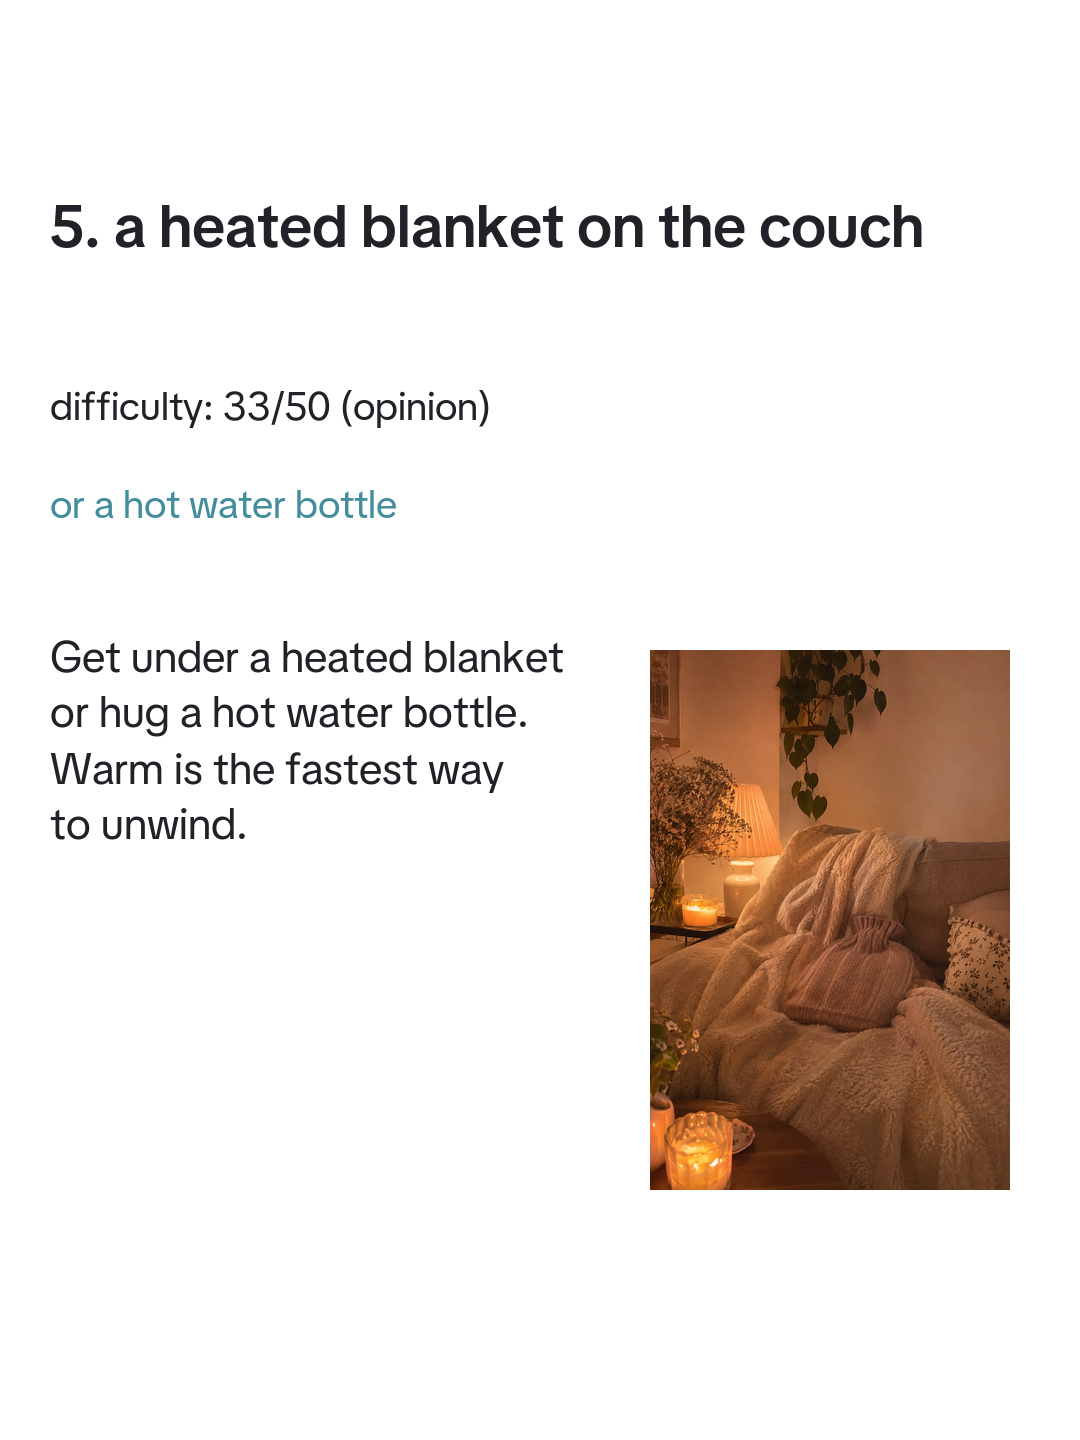 5. a heated blanket on the couch
difficulty: 33/50 (opinion)
or a hot water bottle
Get under a heated blanket
or hug a hot water bottle.
Warm is the fastest way
to unwind.